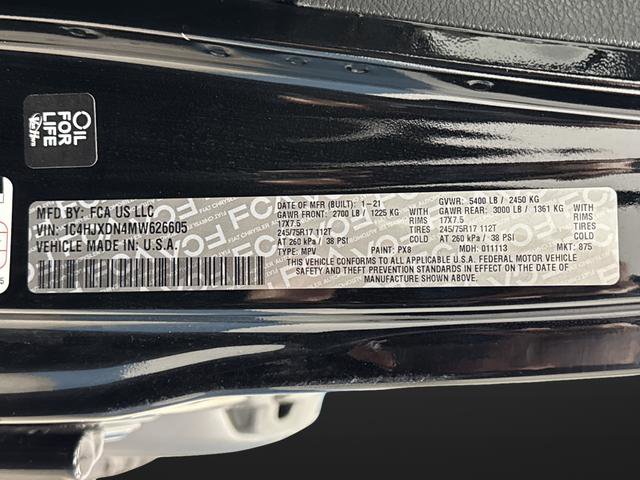 OIL
FOR
LIFE
MFD BY: FCA US LLC
VIN: 1C4HJXDN4MW626605
VEHICLE MADE IN U.S.A.
DATE OF MFR (BUILT): 1-21
GAWR FRONT: 2700 LB / 1225 KG WITH
17X7.5 RIMS
245/75R17 112T TIRES
AT 260 kPa / 38 PSI COLD
TYPE: MPV PAINT: PX8
GVWR: 5400 LB / 2450 KG
GAWR REAR: 3000 LB / 1361 KG WITH
17X7.5 RIMS
245/75R17 112T TIRES
AT 260 kPa / 38 PSI COLD
MDH: 011113 MKT: 875
THIS VEHICLE CONFORMS TO ALL APPLICABLE U.S.A. FEDERAL MOTOR VEHICLE
SAFETY AND THEFT PREVENTION STANDARDS IN EFFECT ON THE DATE OF
MANUFACTURE SHOWN ABOVE.